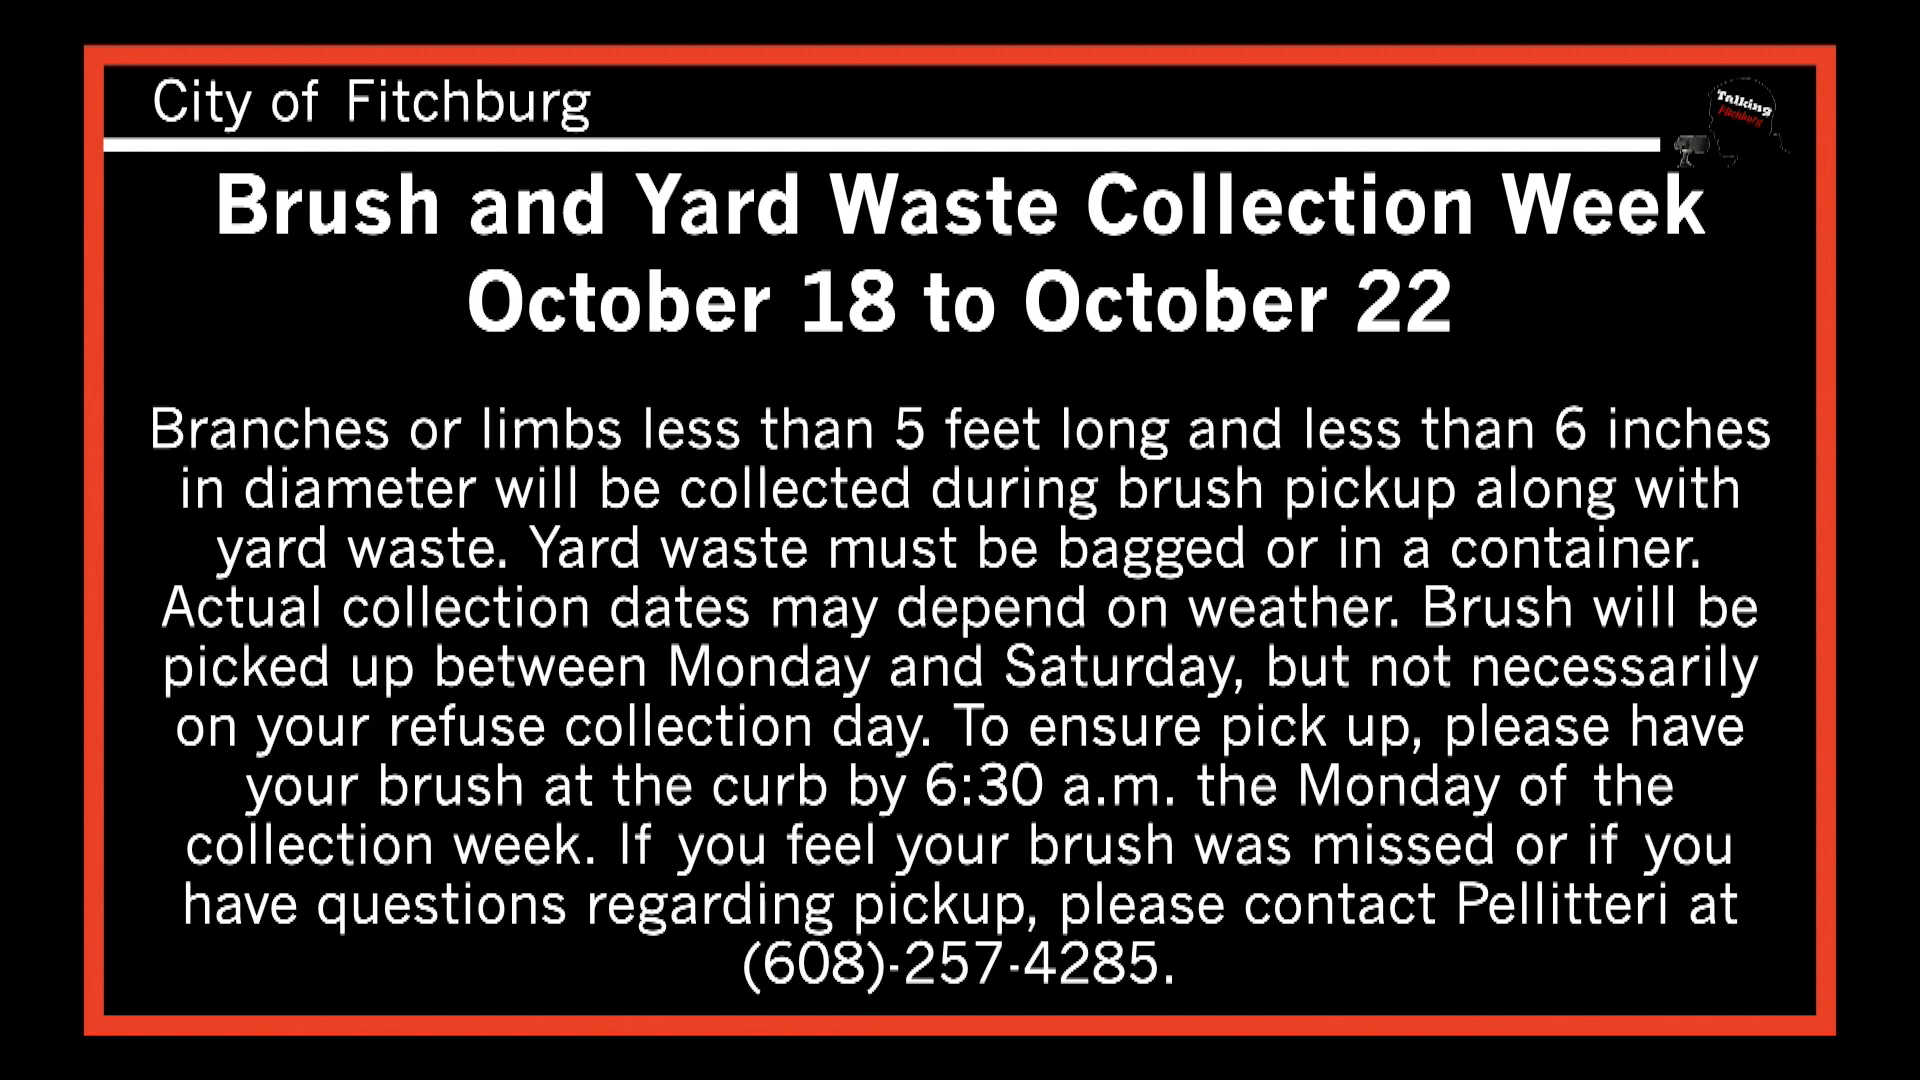 City of Fitchburg
Talking
Fitchburg
Brush and Yard Waste Collection Week
October 18 to October 22
Branches or limbs less than 5 feet long and less than 6 inches
in diameter will be collected during brush pickup along with
yard waste. Yard waste must be bagged or in a container.
Actual collection dates may depend on weather. Brush will be
picked up between Monday and Saturday, but not necessarily
on your refuse collection day. To ensure pick up, please have
your brush at the curb by 6:30 a.m. the Monday of the
collection week. If you feel your brush was missed or if you
have questions regarding pickup, please contact Pellitteri at
(608)-257-4285.